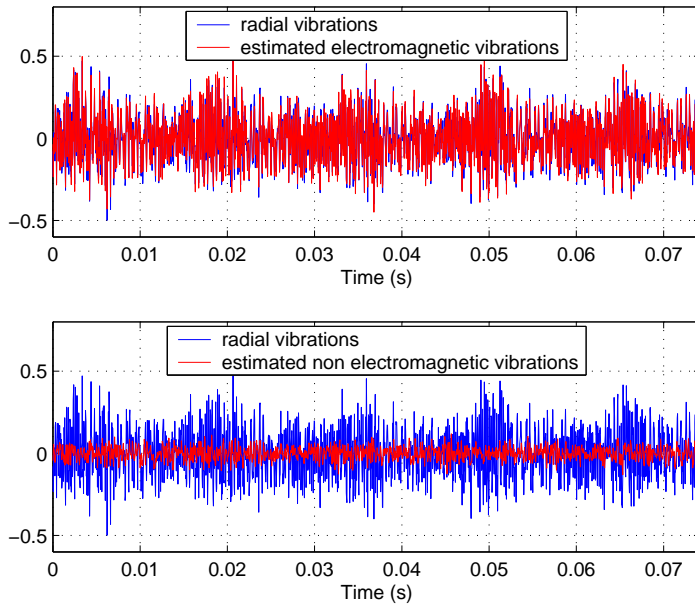 radial vibrations
estimated electromagnetic vibrations
0.5
0
−0.5
0 0.01 0.02 0.03 0.04 0.05 0.06 0.07
Time (s)
radial vibrations
estimated non electromagnetic vibrations
0.5
0
−0.5
0 0.01 0.02 0.03 0.04 0.05 0.06 0.07
Time (s)